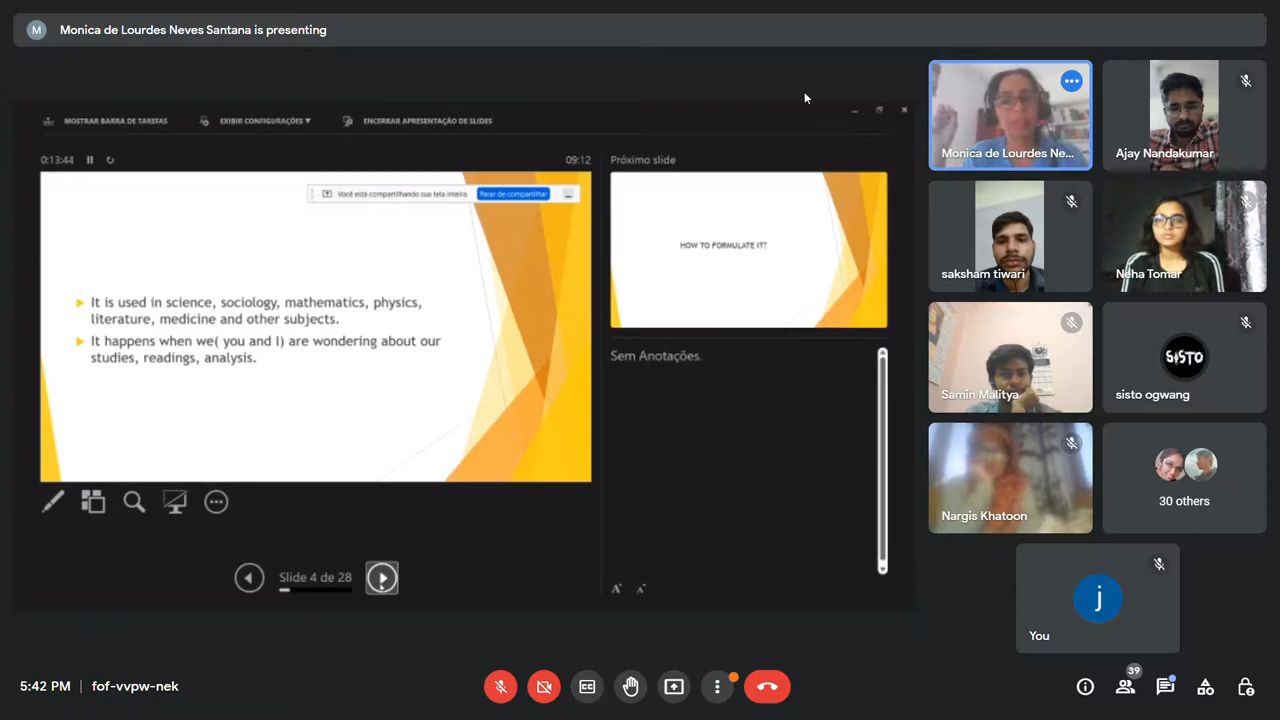 M
Monica de Lourdes Neves Santana is presenting
MOSTRAR BARRA DE TAREFAS
EXIBIR CONFIGURAÇÕES ▼
ENCERRAR APRESENTAÇÃO DE SLIDES
0:13:44
09:12
Você está compartilhando sua tela inteira.
Parar de compartilhar
It is used in science, sociology, mathematics, physics,
literature, medicine and other subjects.
It happens when we( you and I) are wondering about our
studies, readings, analysis.
Slide 4 de 28
Próximo slide
HOW TO FORMULATE IT?
Sem Anotações.
A
A
Monica de Lourdes Ne...
Ajay Nandakumar
saksham tiwari
Neha Tomar
Samin Malitya
SISTO
sisto ogwang
Nargis Khatoon
30 others
j
You
5:42 PM | fof-vvpw-nek
CC
39